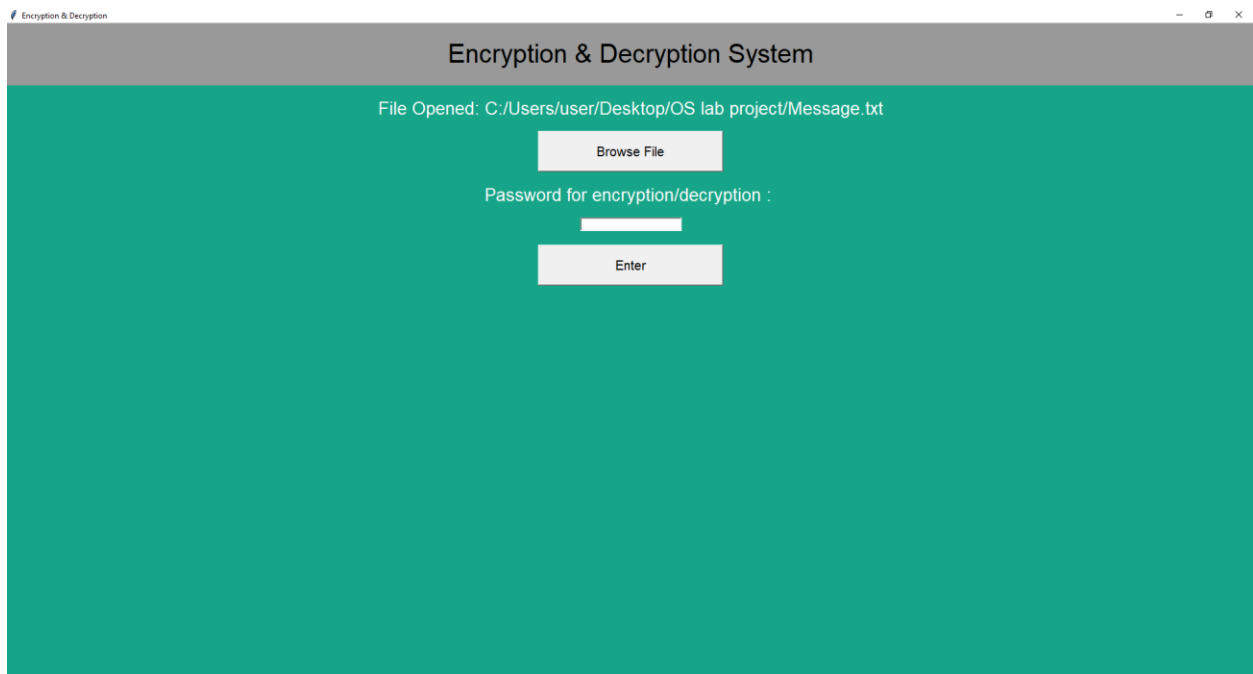 Encryption & Decryption
Encryption & Decryption System
File Opened: C:/Users/user/Desktop/OS lab project/Message.txt
Browse File
Password for encryption/decryption :
Enter